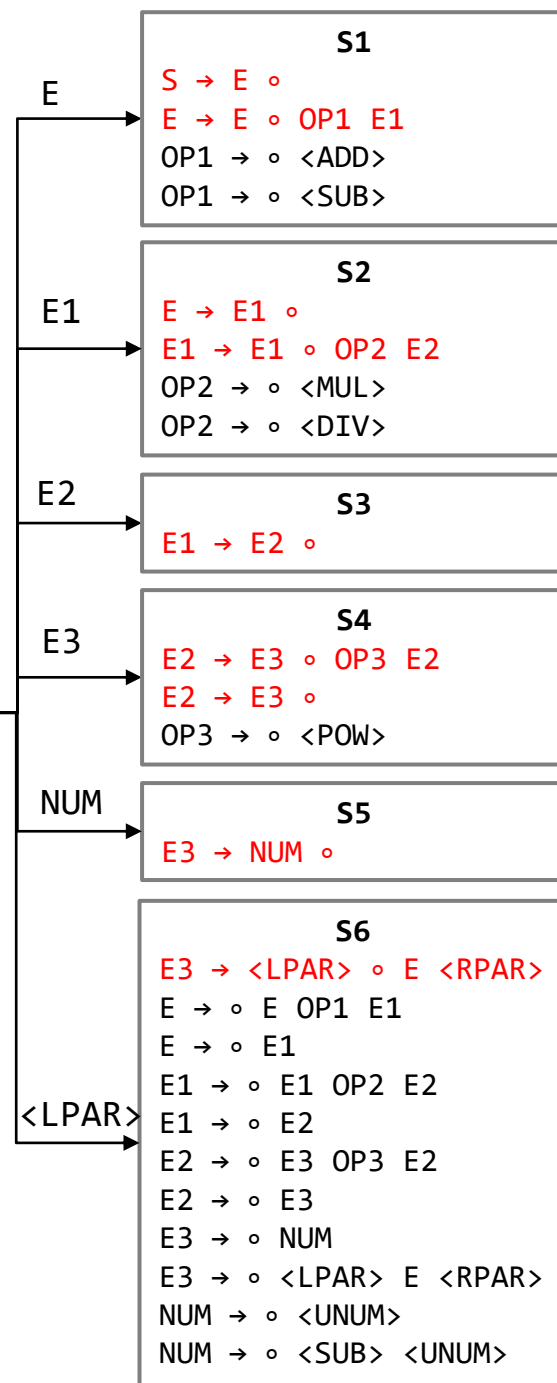 E
S1
S → E ∘
E → E ∘ OP1 E1
OP1 → ∘ <ADD>
OP1 → ∘ <SUB>
E1
S2
E → E1 ∘
E1 → E1 ∘ OP2 E2
OP2 → ∘ <MUL>
OP2 → ∘ <DIV>
E2
S3
E1 → E2 ∘
E3
S4
E2 → E3 ∘ OP3 E2
E2 → E3 ∘
OP3 → ∘ <POW>
NUM
S5
E3 → NUM ∘
<LPAR>
S6
E3 → <LPAR> ∘ E <RPAR>
E → ∘ E OP1 E1
E → ∘ E1
E1 → ∘ E1 OP2 E2
E1 → ∘ E2
E2 → ∘ E3 OP3 E2
E2 → ∘ E3
E3 → ∘ NUM
E3 → ∘ <LPAR> E <RPAR>
NUM → ∘ <UNUM>
NUM → ∘ <SUB> <UNUM>